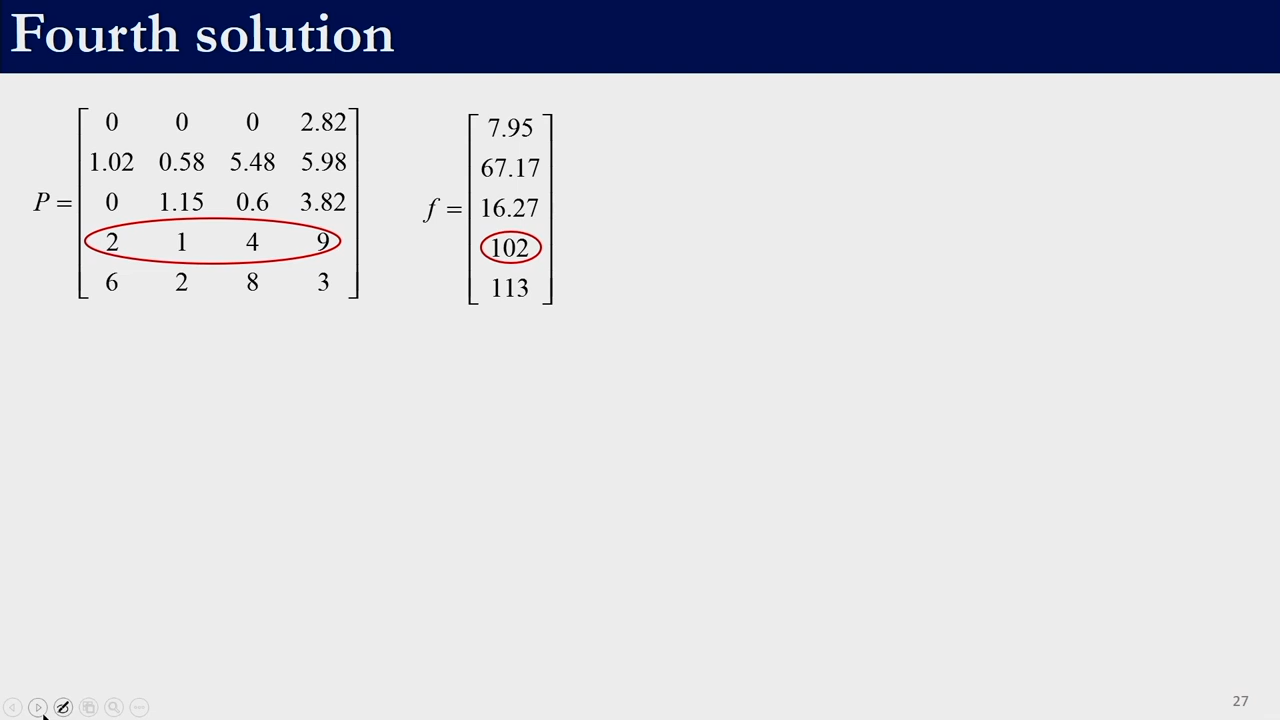 Fourth solution
P = [ 0 0 0 2.82
1.02 0.58 5.48 5.98
0 1.15 0.6 3.82
2 1 4 9
6 2 8 3 ]
f = [ 7.95
67.17
16.27
102
113 ]
27